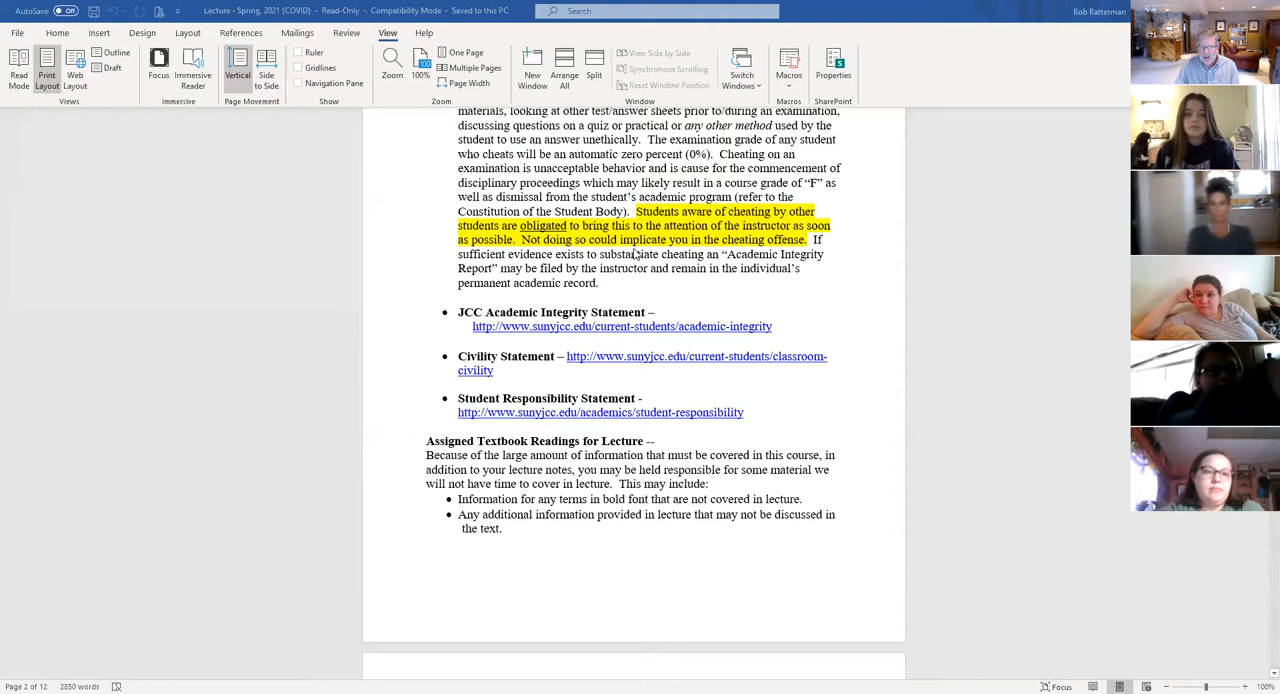 AutoSave Off
Lecture - Spring, 2021 (COVID) - Read-Only - Compatibility Mode - Saved to this PC
Search
Bob Ratterman
File Home Insert Design Layout References Mailings Review View Help
Read Mode
Print Layout
Web Layout
Outline
Draft
Views
Focus
Immersive Reader
Immersive
Vertical
Side to Side
Page Movement
Ruler
Gridlines
Navigation Pane
Show
Zoom
100%
One Page
Multiple Pages
Page Width
Zoom
New Window
Arrange All
Split
View Side by Side
Synchronous Scrolling
Reset Window Position
Window
Switch Windows
Macros
Macros
Properties
SharePoint
materials, looking at other test/answer sheets prior to/during an examination,
discussing questions on a quiz or practical or any other method used by the
student to use an answer unethically. The examination grade of any student
who cheats will be an automatic zero percent (0%). Cheating on an
examination is unacceptable behavior and is cause for the commencement of
disciplinary proceedings which may likely result in a course grade of “F” as
well as dismissal from the student’s academic program (refer to the
Constitution of the Student Body). Students aware of cheating by other
students are obligated to bring this to the attention of the instructor as soon
as possible. Not doing so could implicate you in the cheating offense. If
sufficient evidence exists to substantiate cheating an “Academic Integrity
Report” may be filed by the instructor and remain in the individual’s
permanent academic record.
• JCC Academic Integrity Statement –
http://www.sunyjcc.edu/current-students/academic-integrity
• Civility Statement – http://www.sunyjcc.edu/current-students/classroom-
civility
• Student Responsibility Statement -
http://www.sunyjcc.edu/academics/student-responsibility
Assigned Textbook Readings for Lecture --
Because of the large amount of information that must be covered in this course, in
addition to your lecture notes, you may be held responsible for some material we
will not have time to cover in lecture. This may include:
• Information for any terms in bold font that are not covered in lecture.
• Any additional information provided in lecture that may not be discussed in
the text.
Page 2 of 12 2850 words
Focus
100%